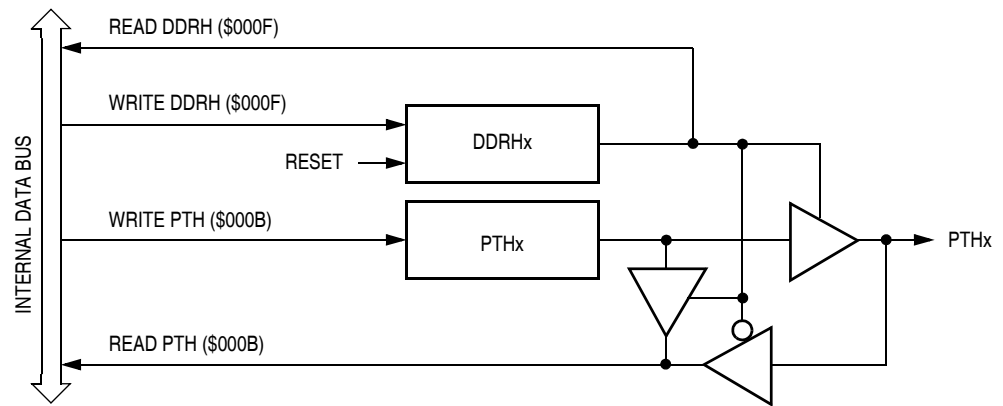 READ DDRH ($000F)
WRITE DDRH ($000F)
DDRHx
RESET
INTERNAL DATA BUS
WRITE PTH ($000B)
PTHx
PTHx
READ PTH ($000B)